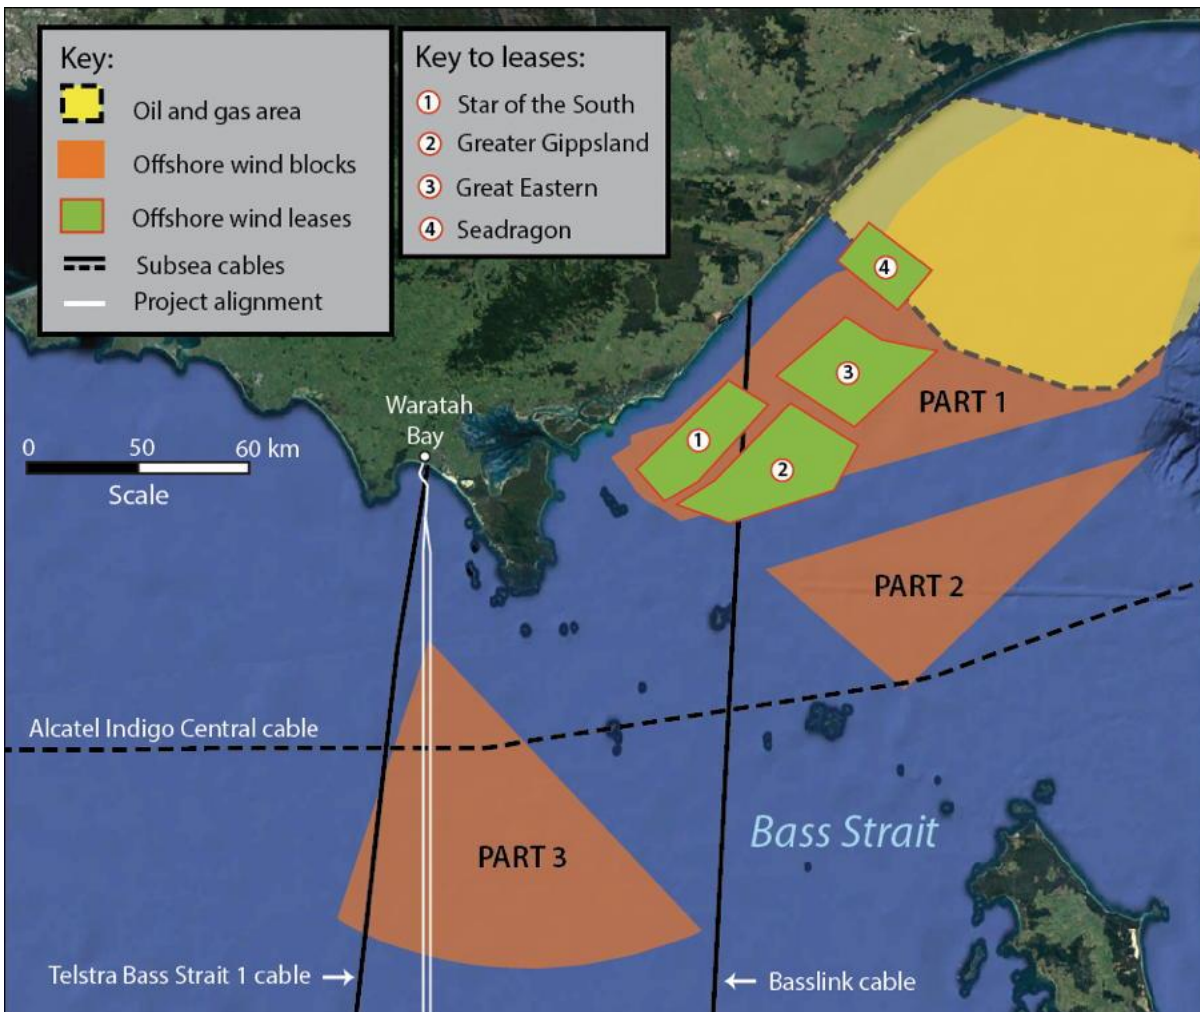 Key:
Oil and gas area
Offshore wind blocks
Offshore wind leases
Subsea cables
Project alignment
Key to leases:
1 Star of the South
2 Greater Gippsland
3 Great Eastern
4 Seadragon
4
3
PART 1
1
2
Waratah
Bay
0 50 60 km
Scale
PART 2
Alcatel Indigo Central cable
Bass Strait
PART 3
Telstra Bass Strait 1 cable →
← Basslink cable